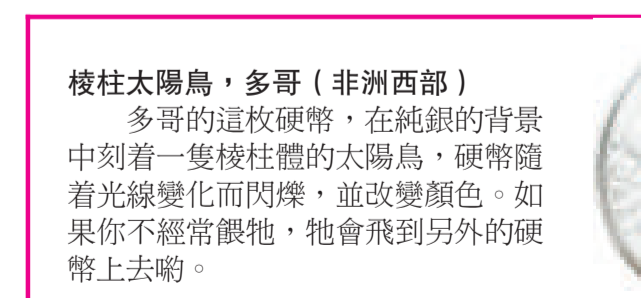 棱柱太陽鳥，多哥（非洲西部）
多哥的這枚硬幣，在純銀的背景
中刻着一隻棱柱體的太陽鳥，硬幣隨
着光線變化而閃爍，並改變顏色。如
果你不經常餵牠，牠會飛到另外的硬
幣上去喲。